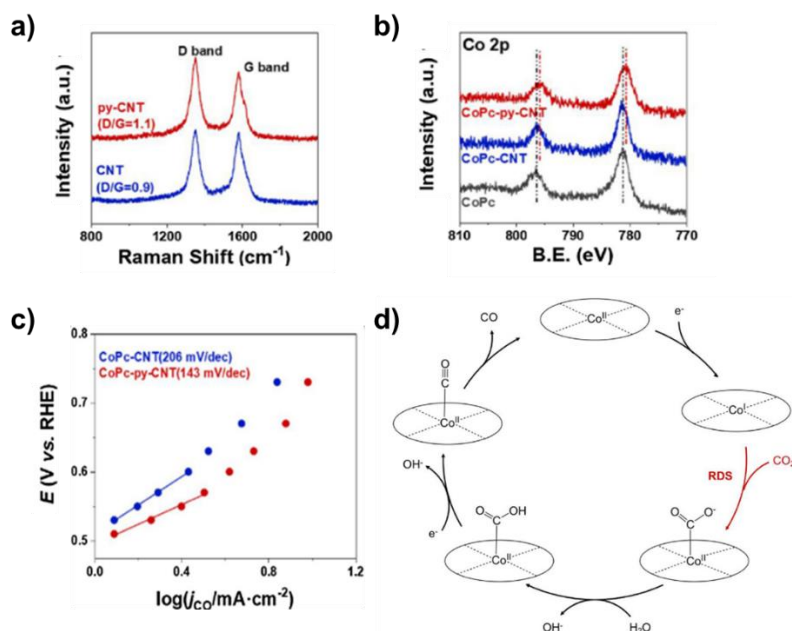 a)
D band
G band
py-CNT
(D/G=1.1)
CNT
(D/G=0.9)
Intensity (a.u.)
800
1200
1600
2000
Raman Shift (cm⁻¹)
b)
Co 2p
CoPc-py-CNT
CoPc-CNT
CoPc
Intensity (a.u.)
810
800
790
780
770
B.E. (eV)
c)
CoPc-CNT(206 mV/dec)
CoPc-py-CNT(143 mV/dec)
E (V vs. RHE)
0.8
0.7
0.6
0.5
0.0
0.4
0.8
1.2
log(jCO/mA·cm⁻²)
d)
CO
Coᴵᴵ
e⁻
Coᴵ
RDS
CO₂
O
C
O⁻
Coᴵᴵ
H₂O
OH⁻
O
C
OH
Coᴵᴵ
e⁻
OH⁻
O
C
Coᴵᴵ